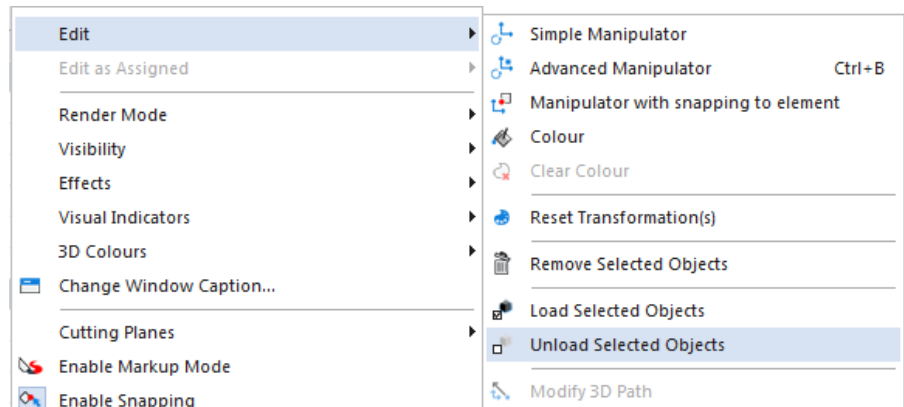 Edit
Edit as Assigned
Render Mode
Visibility
Effects
Visual Indicators
3D Colours
Change Window Caption...
Cutting Planes
Enable Markup Mode
Enable Snapping
Simple Manipulator
Advanced Manipulator Ctrl+B
Manipulator with snapping to element
Colour
Clear Colour
Reset Transformation(s)
Remove Selected Objects
Load Selected Objects
Unload Selected Objects
Modify 3D Path